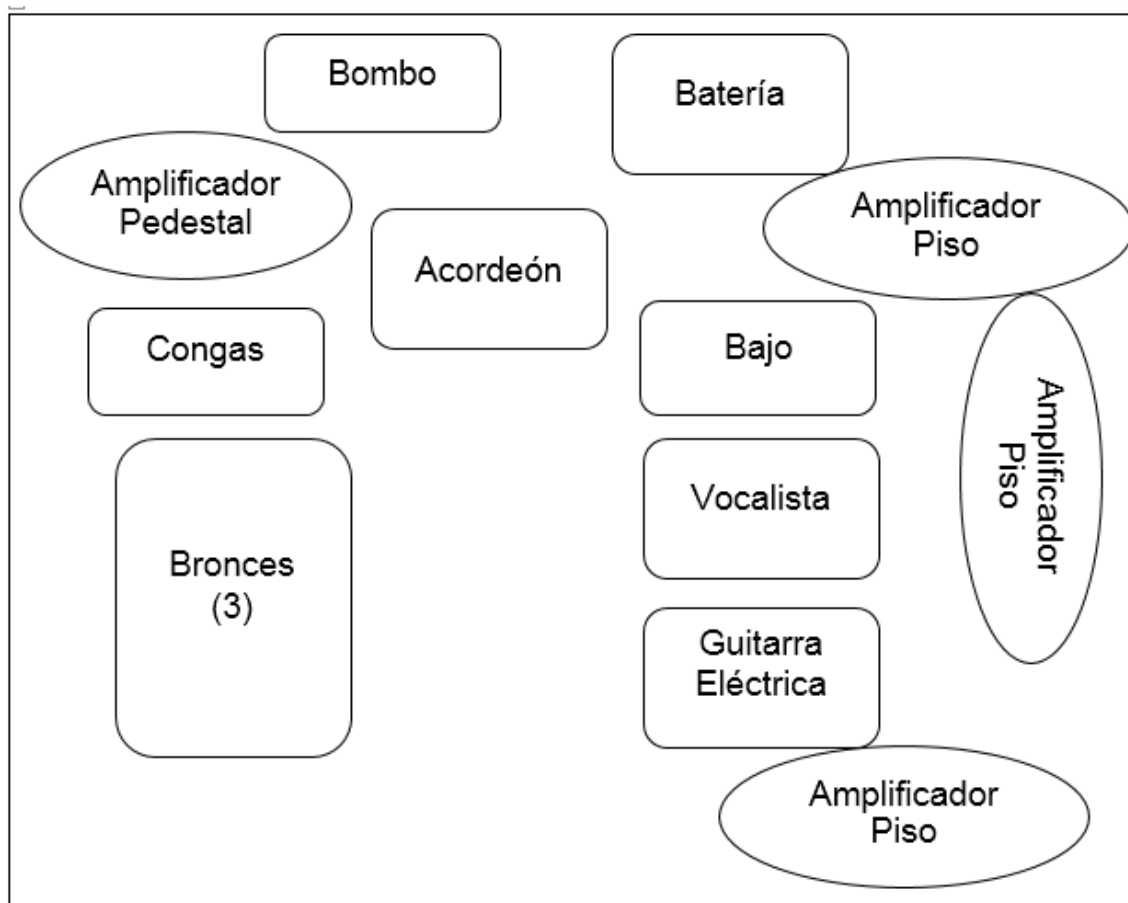 Bombo
Batería
Amplificador
Pedestal
Amplificador
Piso
Acordeón
Congas
Bajo
Amplificador
Piso
Vocalista
Bronces
(3)
Guitarra
Eléctrica
Amplificador
Piso